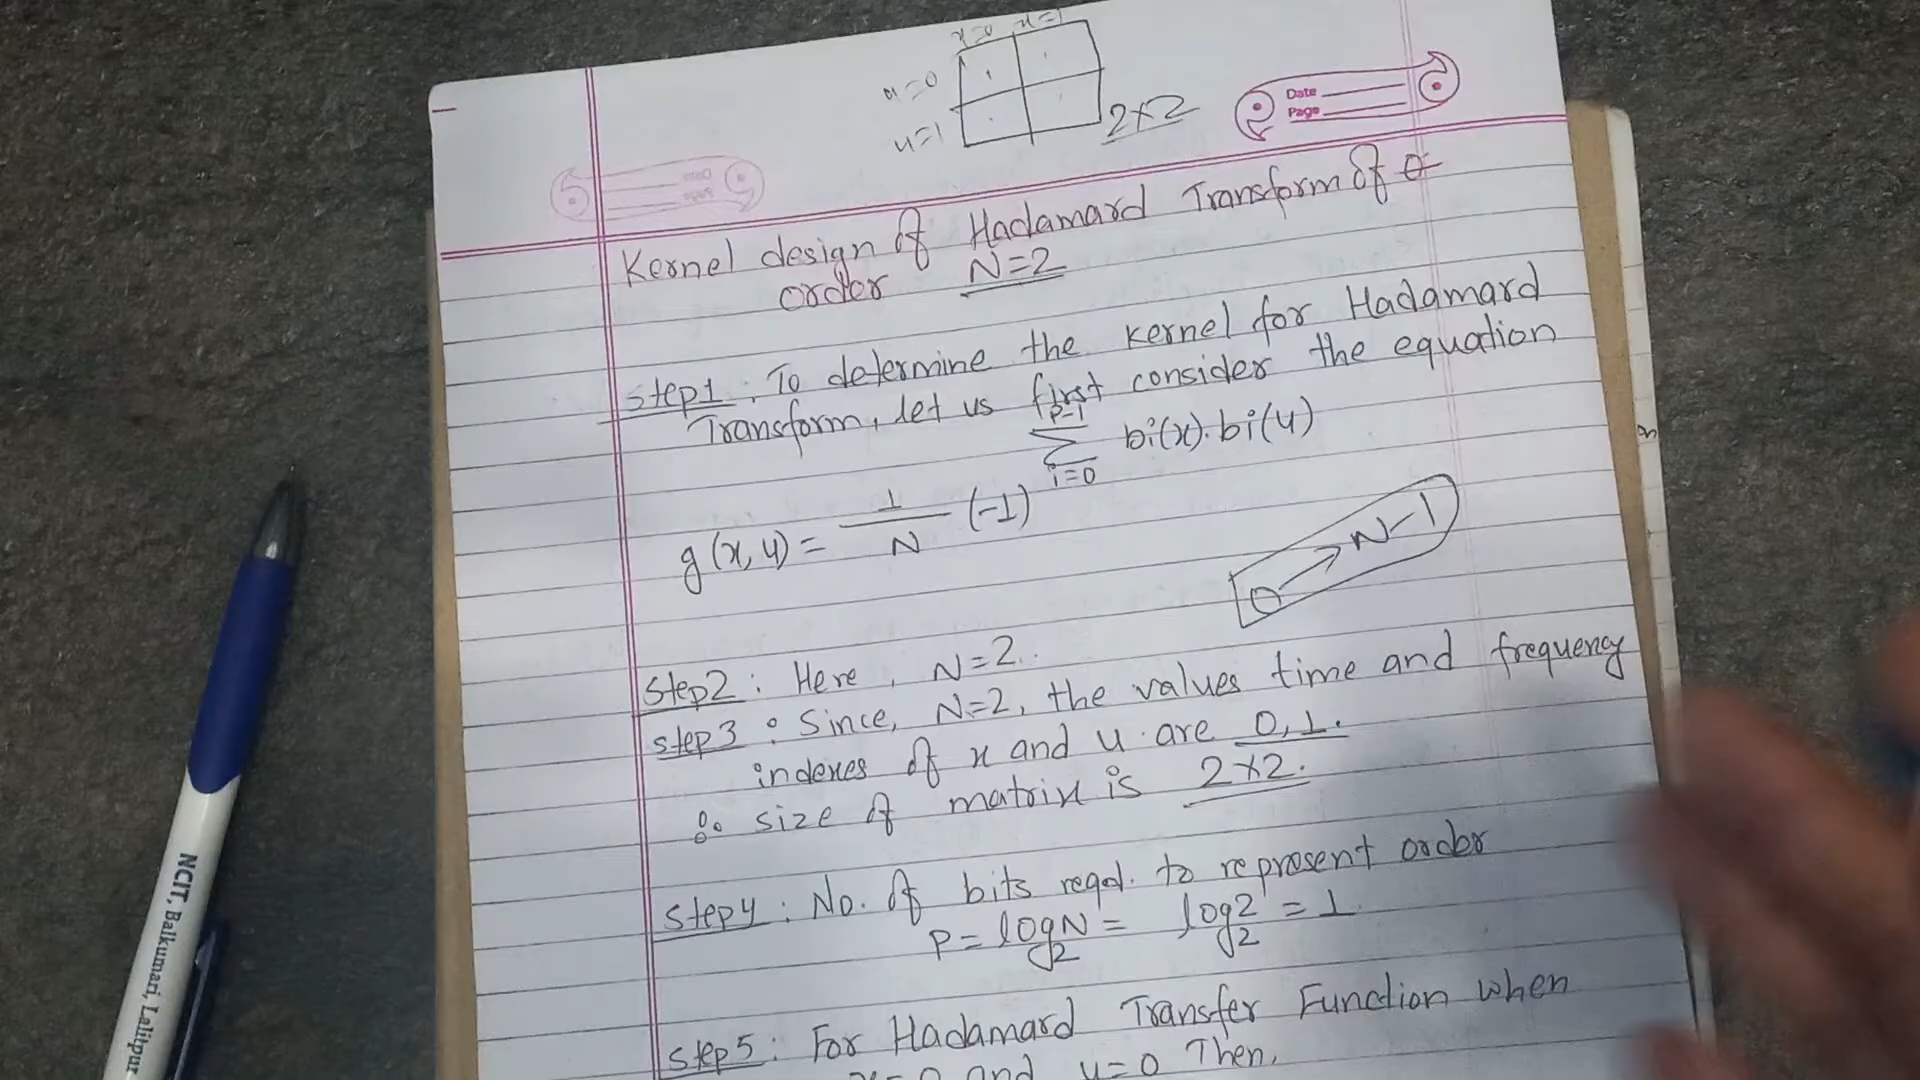 x=0 x=1
u=0
u=1
2×2
Date
Page
Kernel design of Hadamard Transform of
order N=2
Step1: To determine the kernel for Hadamard
Transform, let us first consider the equation
g(x,u) = 1/N (-1)^ P-1 Σ i=0 bi(x).bi(u)
0 → N-1
Step2: Here, N=2.
Step3: Since, N=2, the values time and frequency
indexes of x and u are 0,1.
∴ size of matrix is 2×2.
Step4: No. of bits reqd. to represent order
P = log₂N = log₂2 = 1
Step5: For Hadamard Transfer Function when
x=0 and u=0 Then,
NCIT, Balkumari, Lalitpur